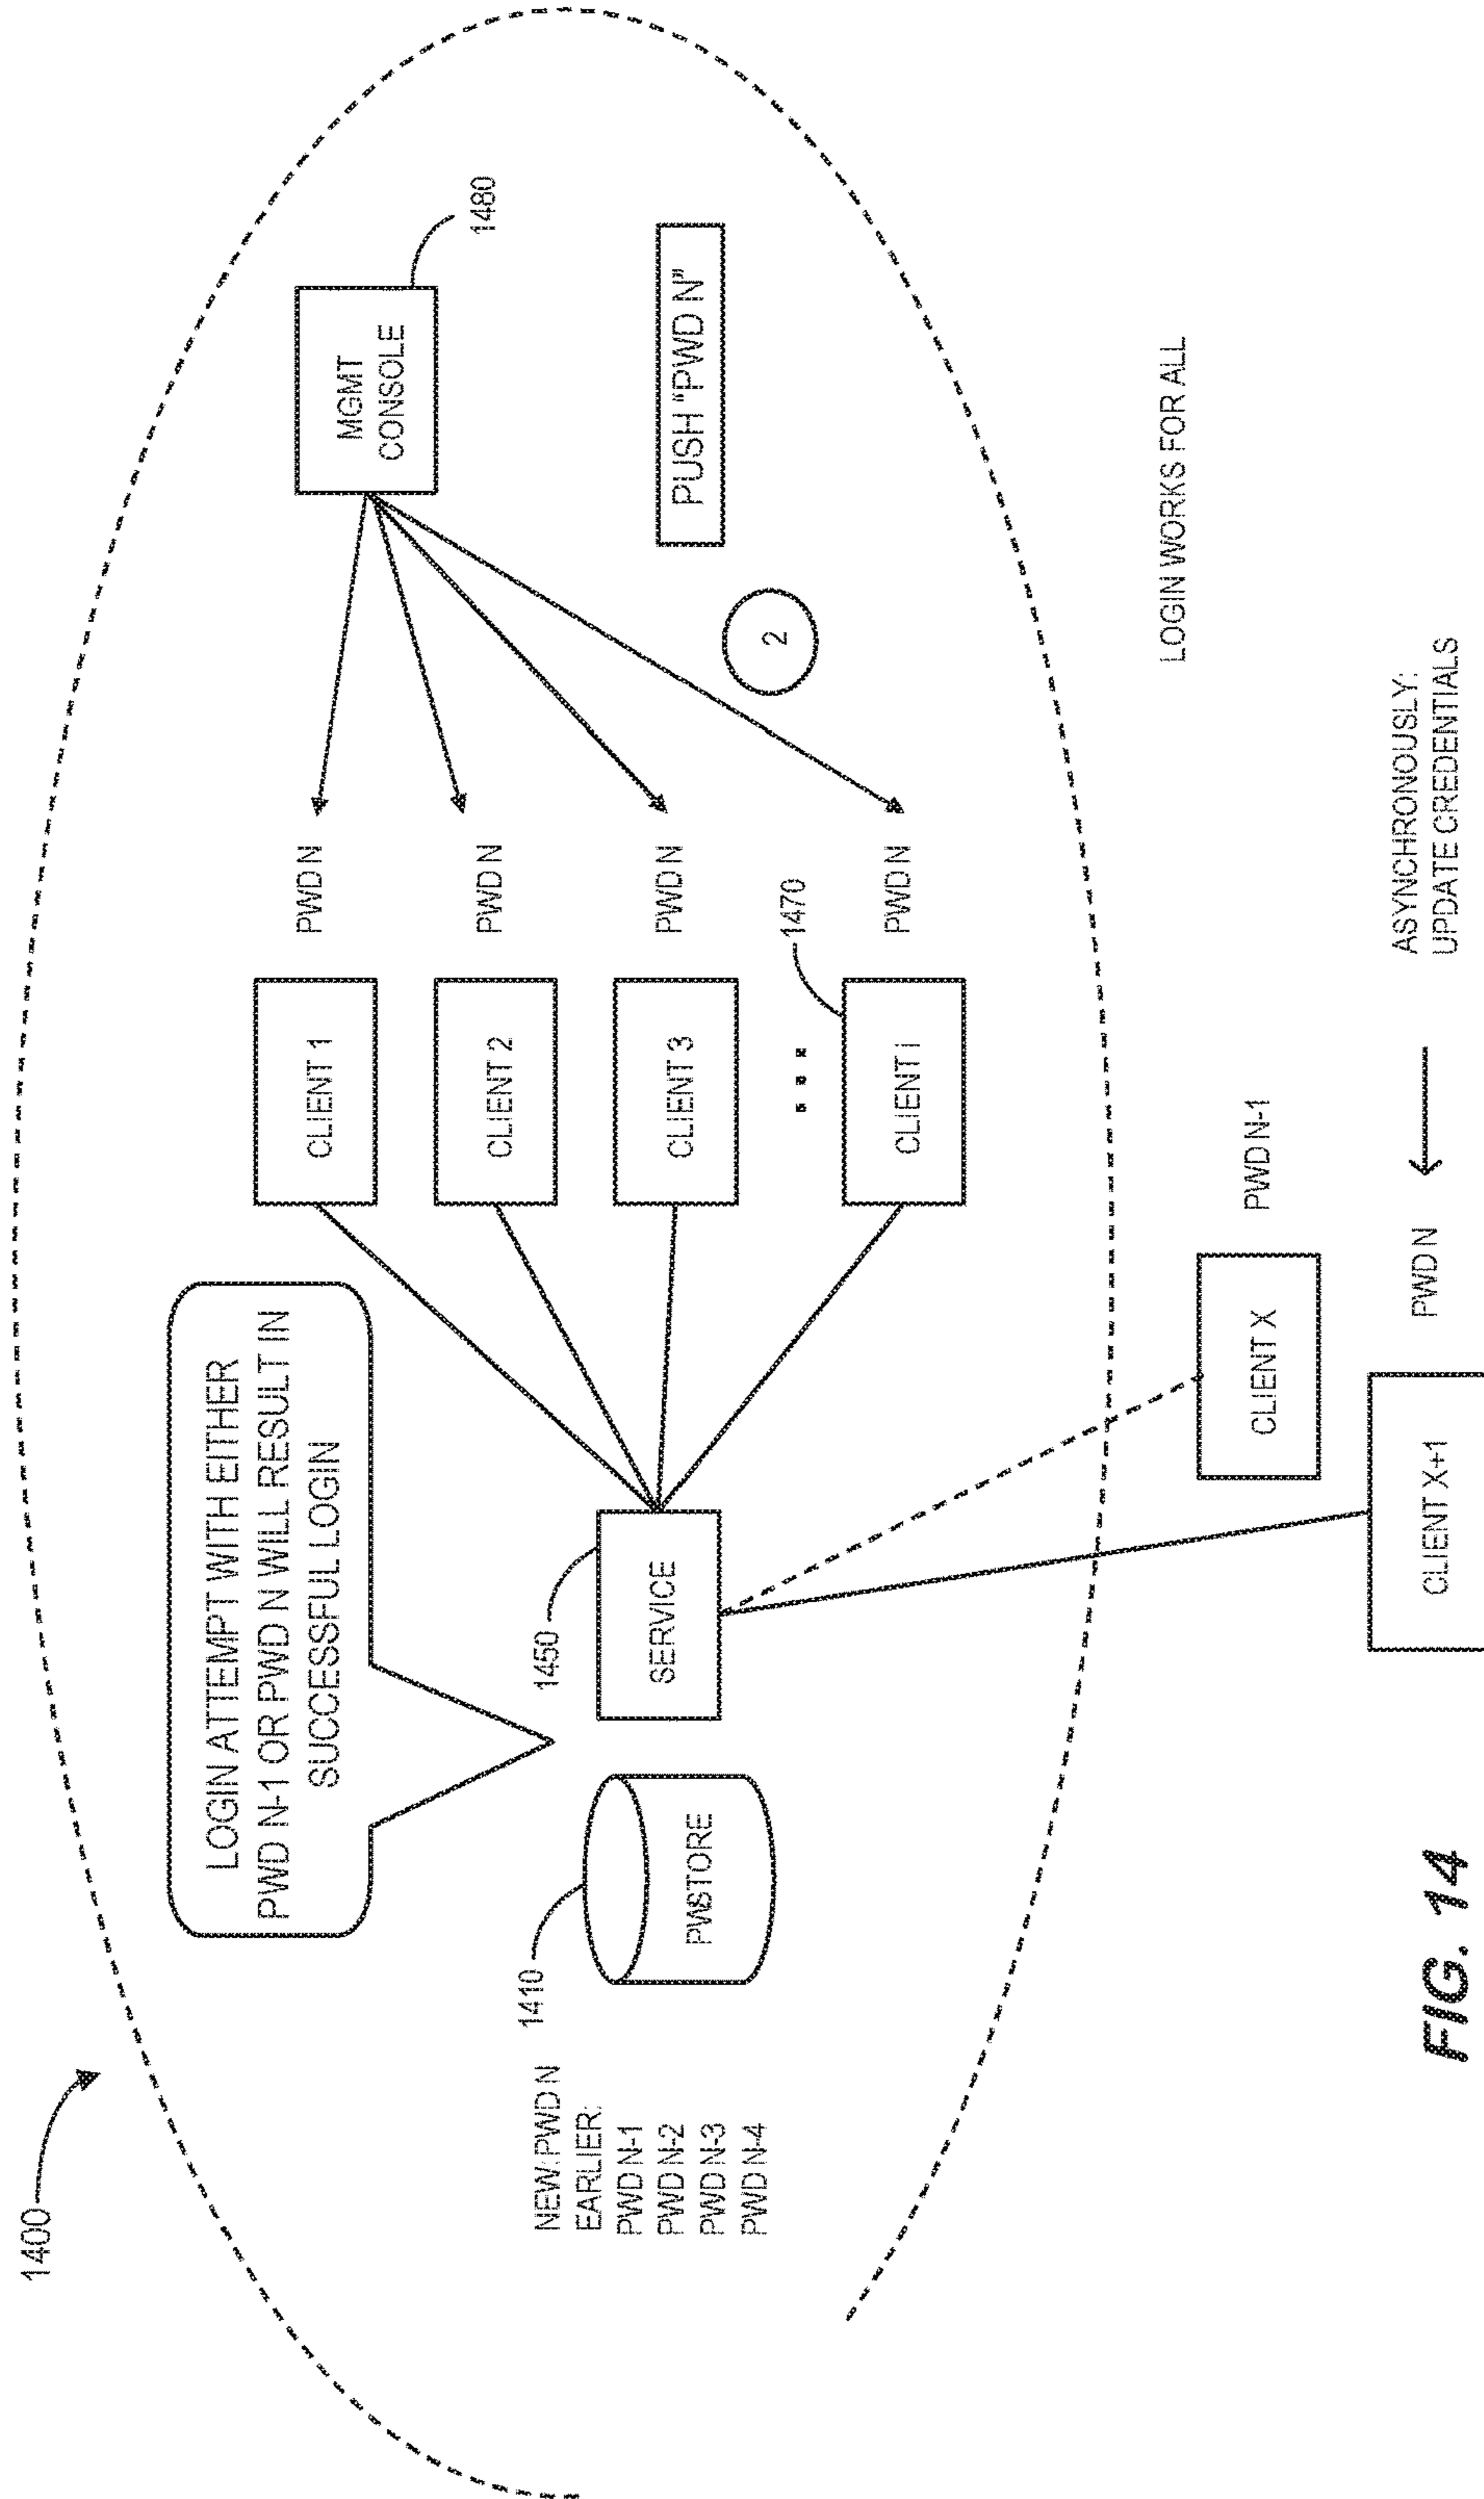 1400
LOGIN ATTEMPT WITH EITHER
PWD N-1 OR PWD N WILL RESULT IN
SUCCESSFUL LOGIN
NEW:PWD N
EARLIER:
PWD N-1
PWD N-2
PWD N-3
PWD N-4
1410
PWSTORE
1450
SERVICE
CLIENT 1
PWD N
CLIENT 2
PWD N
CLIENT 3
PWD N
...
1470
CLIENT I
PWD N
MGMT
CONSOLE
1480
2
PUSH "PWD N"
LOGIN WORKS FOR ALL
CLIENT X
PWD N-1
CLIENT X+1
PWD N
ASYNCHRONOUSLY:
UPDATE CREDENTIALS
FIG. 14